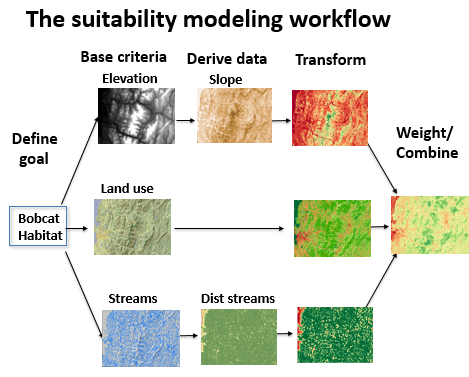 The suitability modeling workflow
Base criteria
Derive data
Transform
Elevation
Slope
Define
goal
Weight/
Combine
Land use
Bobcat
Habitat
Streams
Dist streams